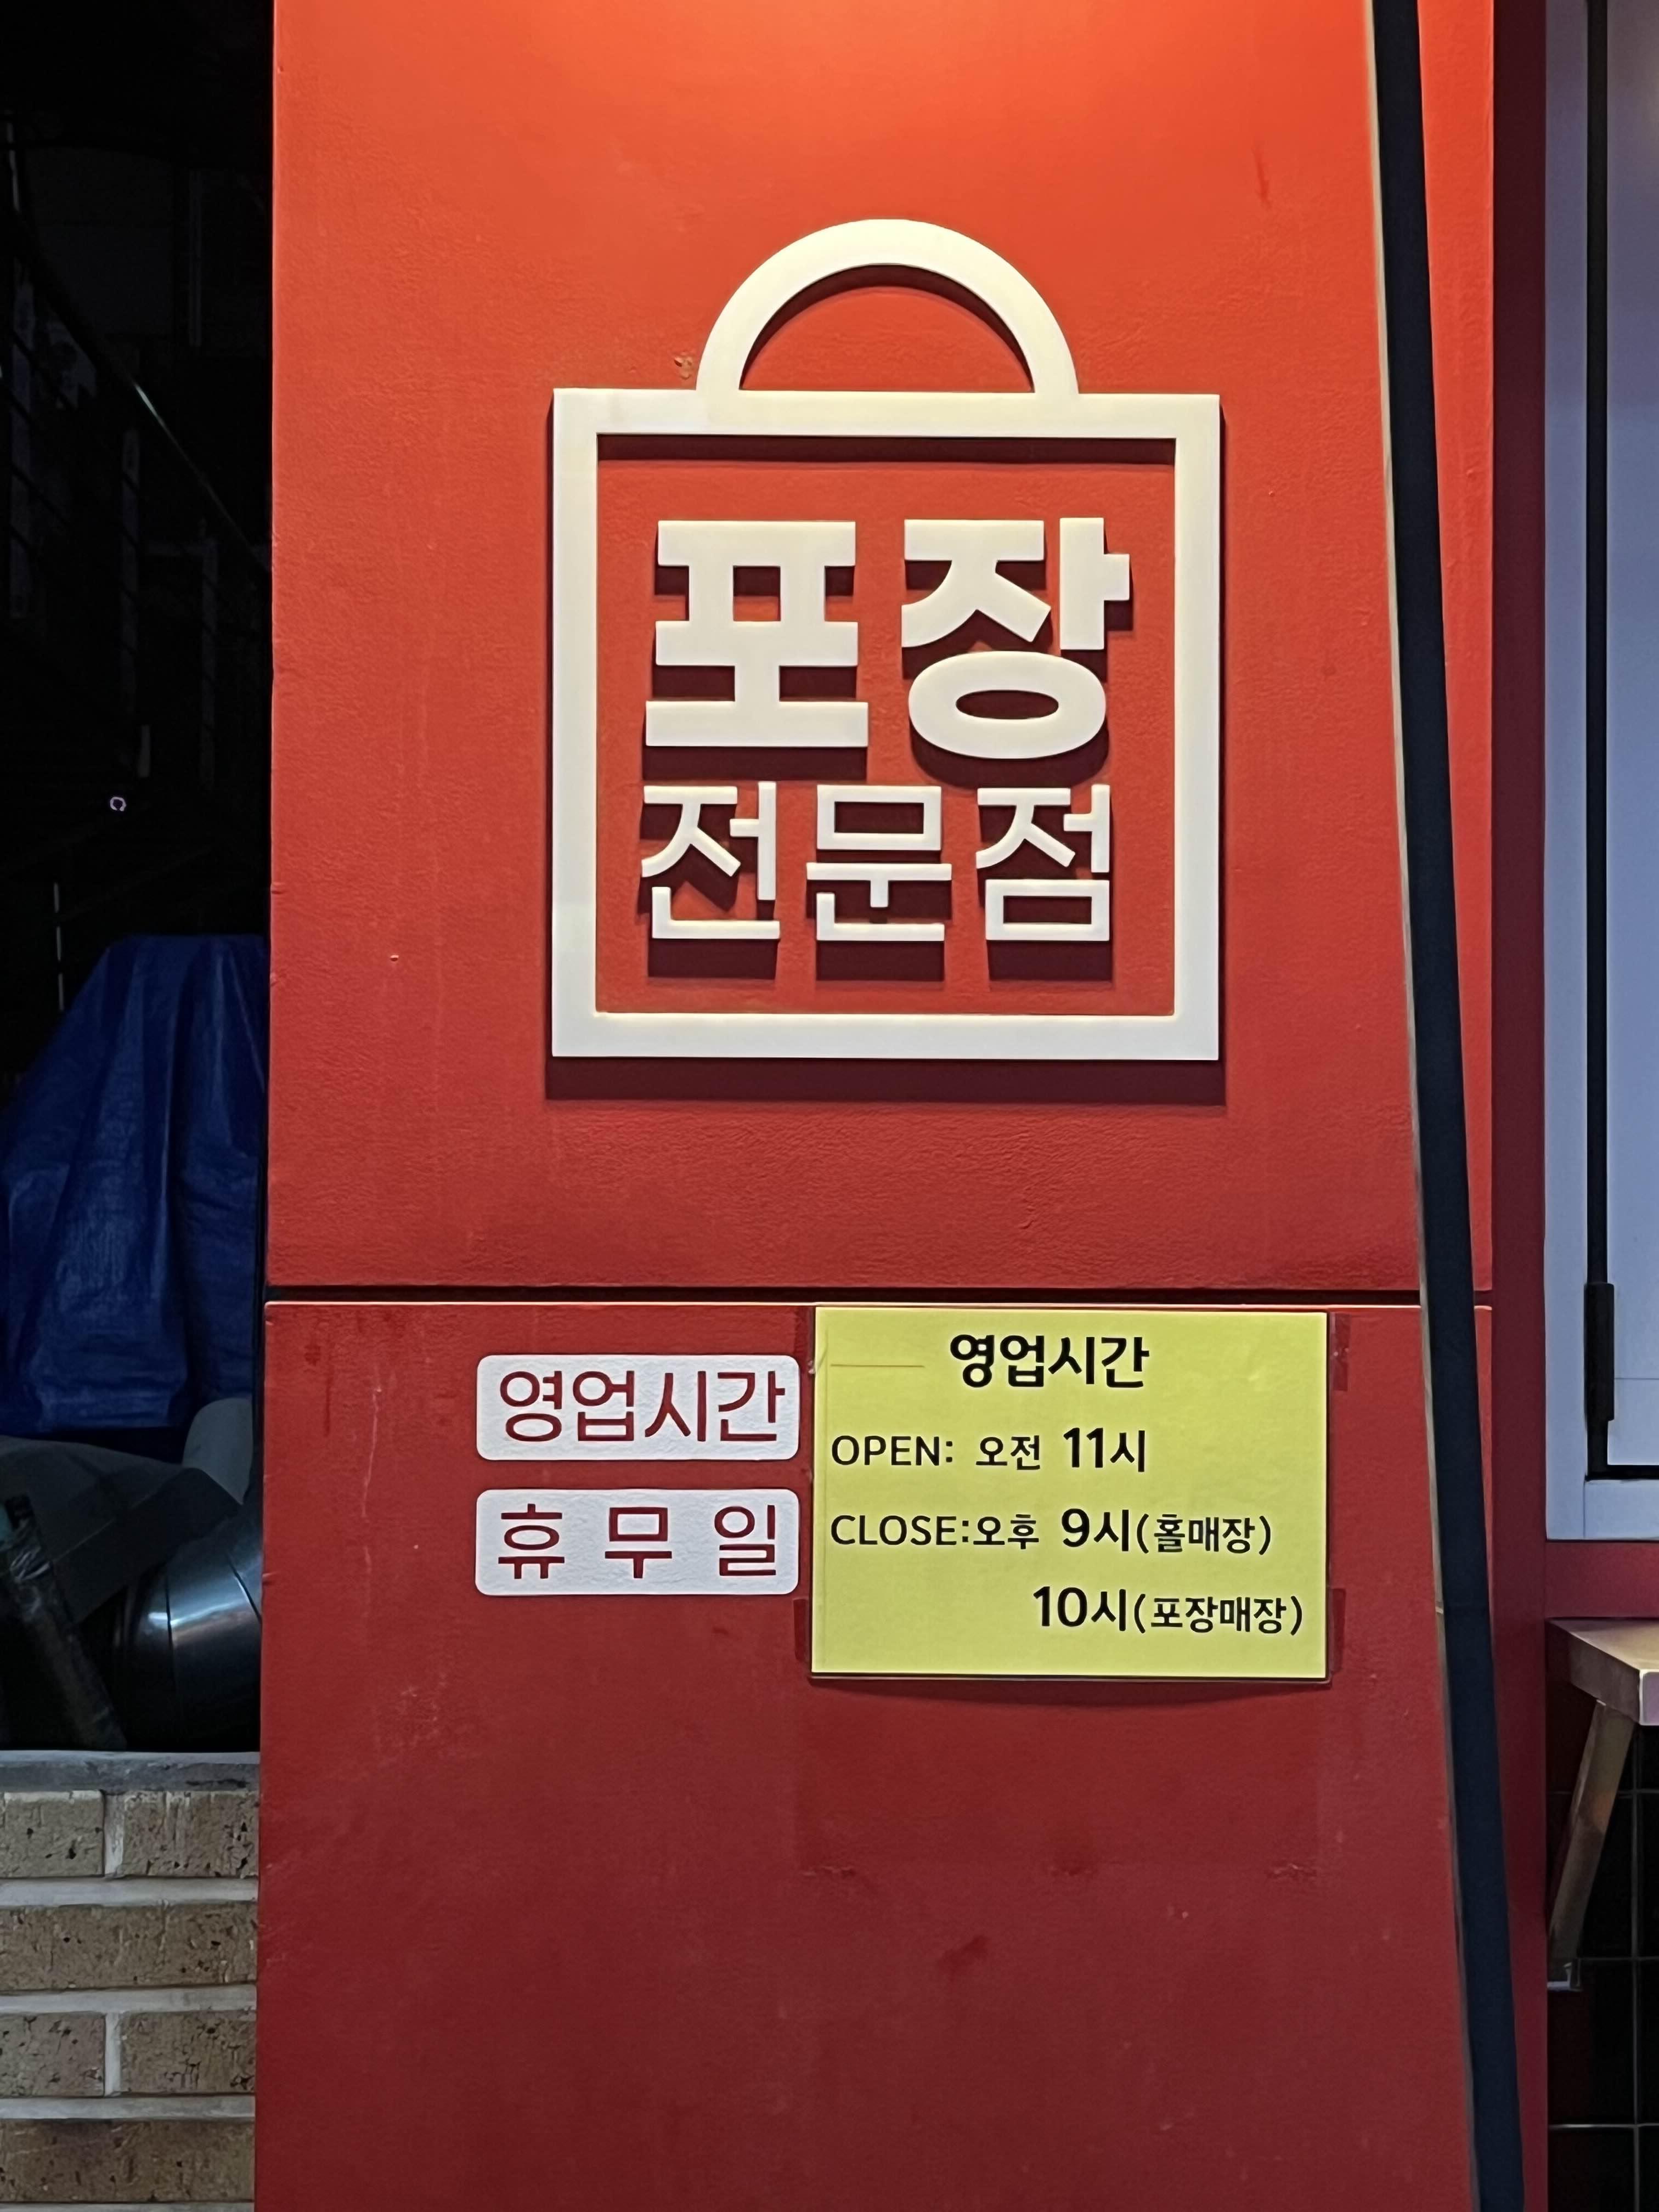 포장
전문점
영업시간
휴무일
영업시간
OPEN: 오전 11시
CLOSE:오후 9시(홀매장)
10시(포장매장)